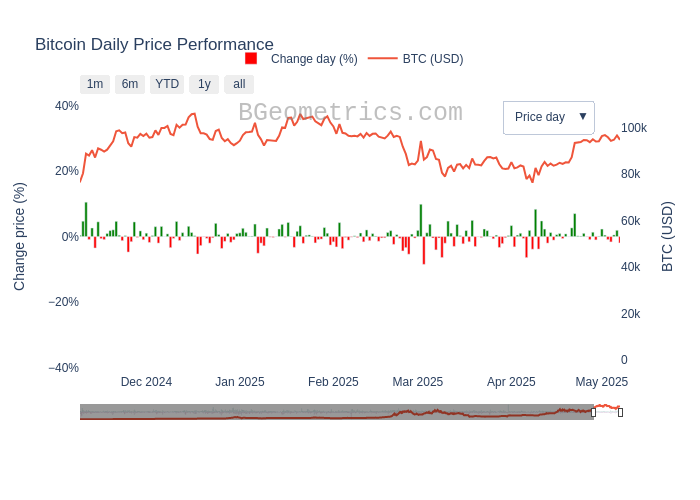 Bitcoin Daily Price Performance
Change day (%)
BTC (USD)
1m
6m
YTD
1y
all
BGeometrics.com
Price day ▼
40%
20%
0%
−20%
−40%
Change price (%)
100k
80k
60k
40k
20k
0
BTC (USD)
Dec 2024
Jan 2025
Feb 2025
Mar 2025
Apr 2025
May 2025